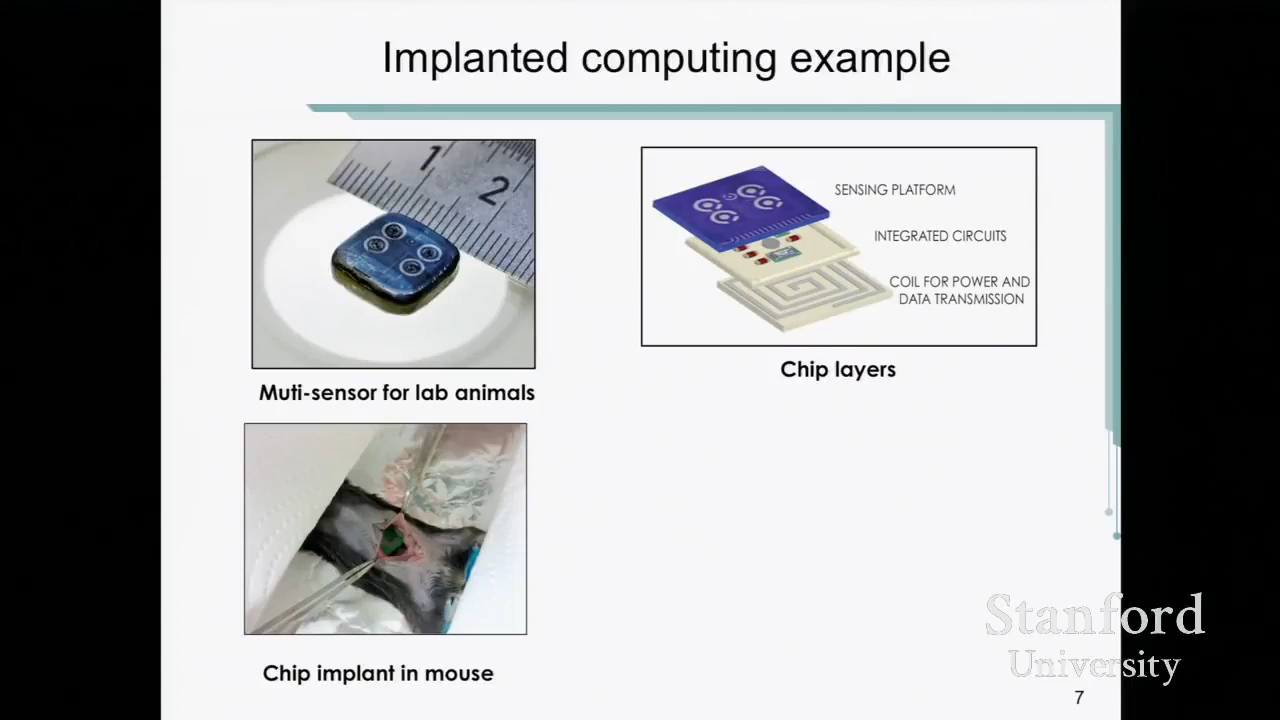 Implanted computing example
1
2
Muti-sensor for lab animals
SENSING PLATFORM
INTEGRATED CIRCUITS
COIL FOR POWER AND
DATA TRANSMISSION
Chip layers
Chip implant in mouse
Stanford
University
7